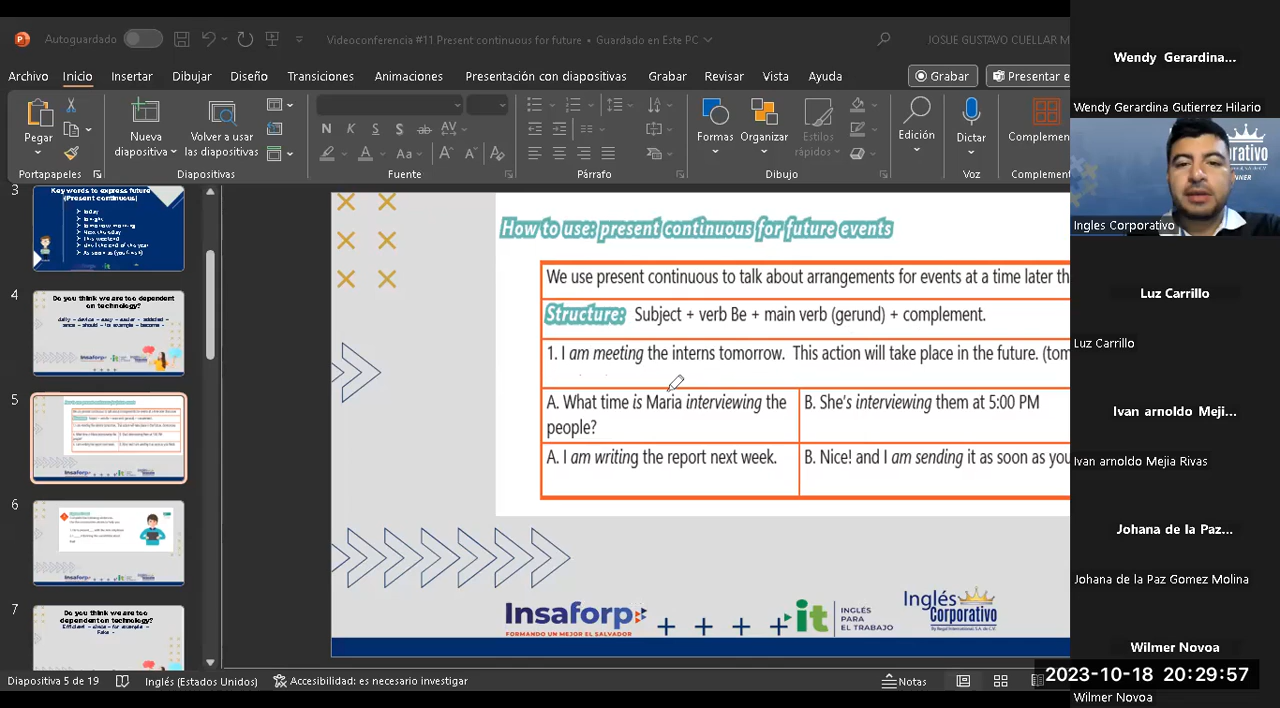 Autoguardado
Videoconferencia #11 Present continuous for future • Guardado en Este PC
JOSUE GUSTAVO CUELLAR M
Archivo Inicio Insertar Dibujar Diseño Transiciones Animaciones Presentación con diapositivas Grabar Revisar Vista Ayuda Grabar Presentar e
Pegar
Nueva diapositiva
Volver a usar las diapositivas
Formas
Organizar
Estilos rápidos
Edición
Dictar
Complemen
Portapapeles Diapositivas Fuente Párrafo Dibujo Voz Complement
3
Key words to express future
(Present continuous)
4
Do you think we are too dependent
on technology?
5
6
7
Do you think we are too
dependent on technology?
How to use: present continuous for future events
We use present continuous to talk about arrangements for events at a time later th
Structure: Subject + verb Be + main verb (gerund) + complement.
1. I am meeting the interns tomorrow. This action will take place in the future. (tom
A. What time is Maria interviewing the
people?
B. She's interviewing them at 5:00 PM
A. I am writing the report next week.
B. Nice! and I am sending it as soon as you
Insaforp
FORMANDO UN MEJOR EL SALVADOR
it
INGLÉS
PARA
EL TRABAJO
Inglés
Corporativo
Wendy Gerardina...
Wendy Gerardina Gutierrez Hilario
Ingles Corporativo
Luz Carrillo
Luz Carrillo
Ivan arnoldo Meji...
Ivan arnoldo Mejia Rivas
Johana de la Paz...
Johana de la Paz Gomez Molina
Wilmer Novoa
2023-10-18 20:29:57
Wilmer Novoa
Diapositiva 5 de 19
Inglés (Estados Unidos)
Accesibilidad: es necesario investigar
Notas